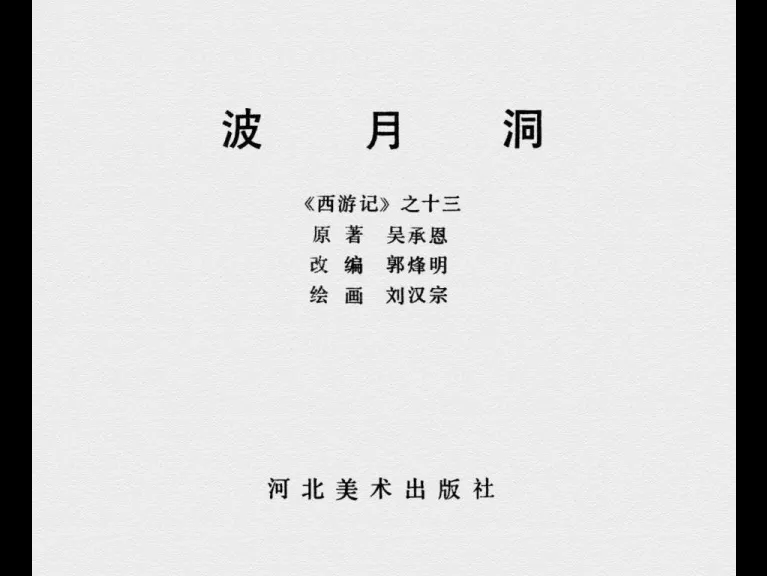 波月洞
《西游记》之十三
原著 吴承恩
改编 郭烽明
绘画 刘汉宗
河北美术出版社